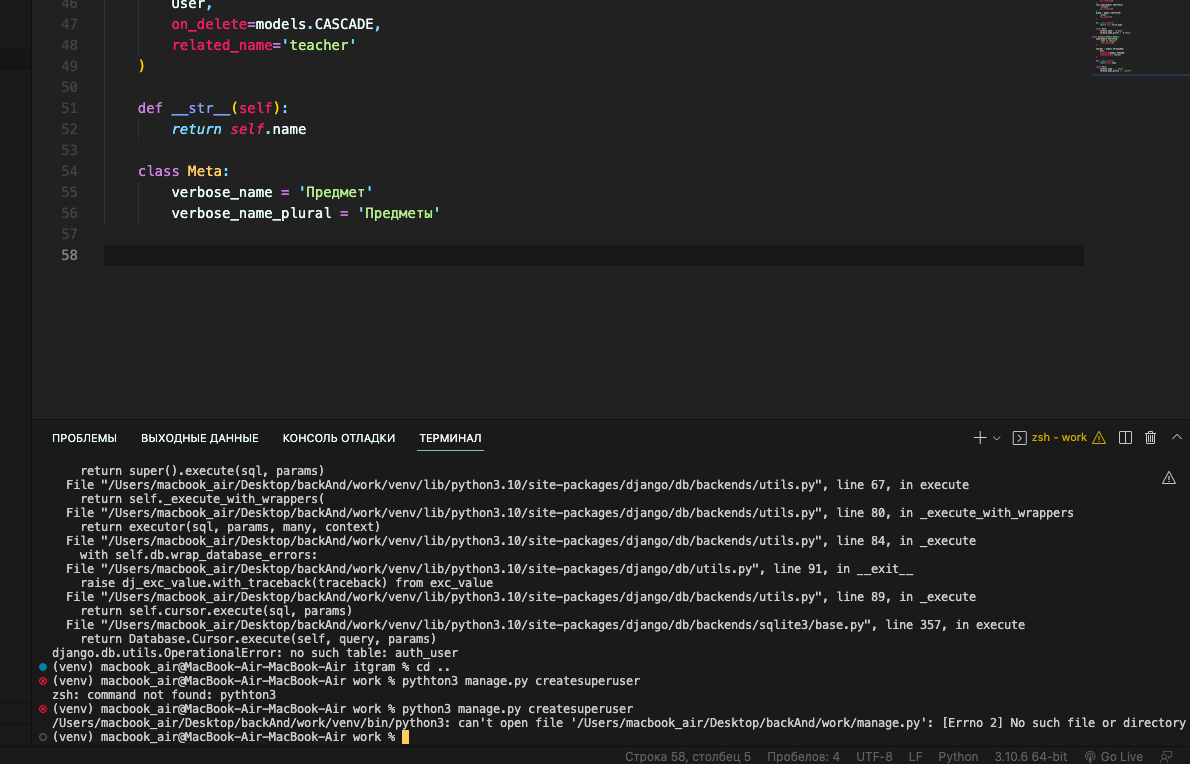 46 User,
47 on_delete=models.CASCADE,
48 related_name='teacher'
49 )
50
51 def __str__(self):
52 return self.name
53
54 class Meta:
55 verbose_name = 'Предмет'
56 verbose_name_plural = 'Предметы'
57
58
ПРОБЛЕМЫ ВЫХОДНЫЕ ДАННЫЕ КОНСОЛЬ ОТЛАДКИ ТЕРМИНАЛ zsh - work
return super().execute(sql, params)
File "/Users/macbook_air/Desktop/backAnd/work/venv/lib/python3.10/site-packages/django/db/backends/utils.py", line 67, in execute
return self._execute_with_wrappers(
File "/Users/macbook_air/Desktop/backAnd/work/venv/lib/python3.10/site-packages/django/db/backends/utils.py", line 80, in _execute_with_wrappers
return executor(sql, params, many, context)
File "/Users/macbook_air/Desktop/backAnd/work/venv/lib/python3.10/site-packages/django/db/backends/utils.py", line 84, in _execute
with self.db.wrap_database_errors:
File "/Users/macbook_air/Desktop/backAnd/work/venv/lib/python3.10/site-packages/django/db/utils.py", line 91, in __exit__
raise dj_exc_value.with_traceback(traceback) from exc_value
File "/Users/macbook_air/Desktop/backAnd/work/venv/lib/python3.10/site-packages/django/db/backends/utils.py", line 89, in _execute
return self.cursor.execute(sql, params)
File "/Users/macbook_air/Desktop/backAnd/work/venv/lib/python3.10/site-packages/django/db/backends/sqlite3/base.py", line 357, in execute
return Database.Cursor.execute(self, query, params)
django.db.utils.OperationalError: no such table: auth_user
(venv) macbook_air@MacBook-Air-MacBook-Air itgram % cd ..
(venv) macbook_air@MacBook-Air-MacBook-Air work % pythton3 manage.py createsuperuser
zsh: command not found: pythton3
(venv) macbook_air@MacBook-Air-MacBook-Air work % python3 manage.py createsuperuser
/Users/macbook_air/Desktop/backAnd/work/venv/bin/python3: can't open file '/Users/macbook_air/Desktop/backAnd/work/manage.py': [Errno 2] No such file or directory
(venv) macbook_air@MacBook-Air-MacBook-Air work %
Строка 58, столбец 5 Пробелов: 4 UTF-8 LF Python 3.10.6 64-bit Go Live